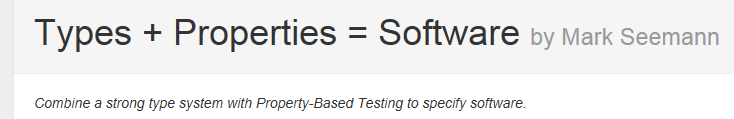 Types + Properties = Software by Mark Seemann
Combine a strong type system with Property-Based Testing to specify software.